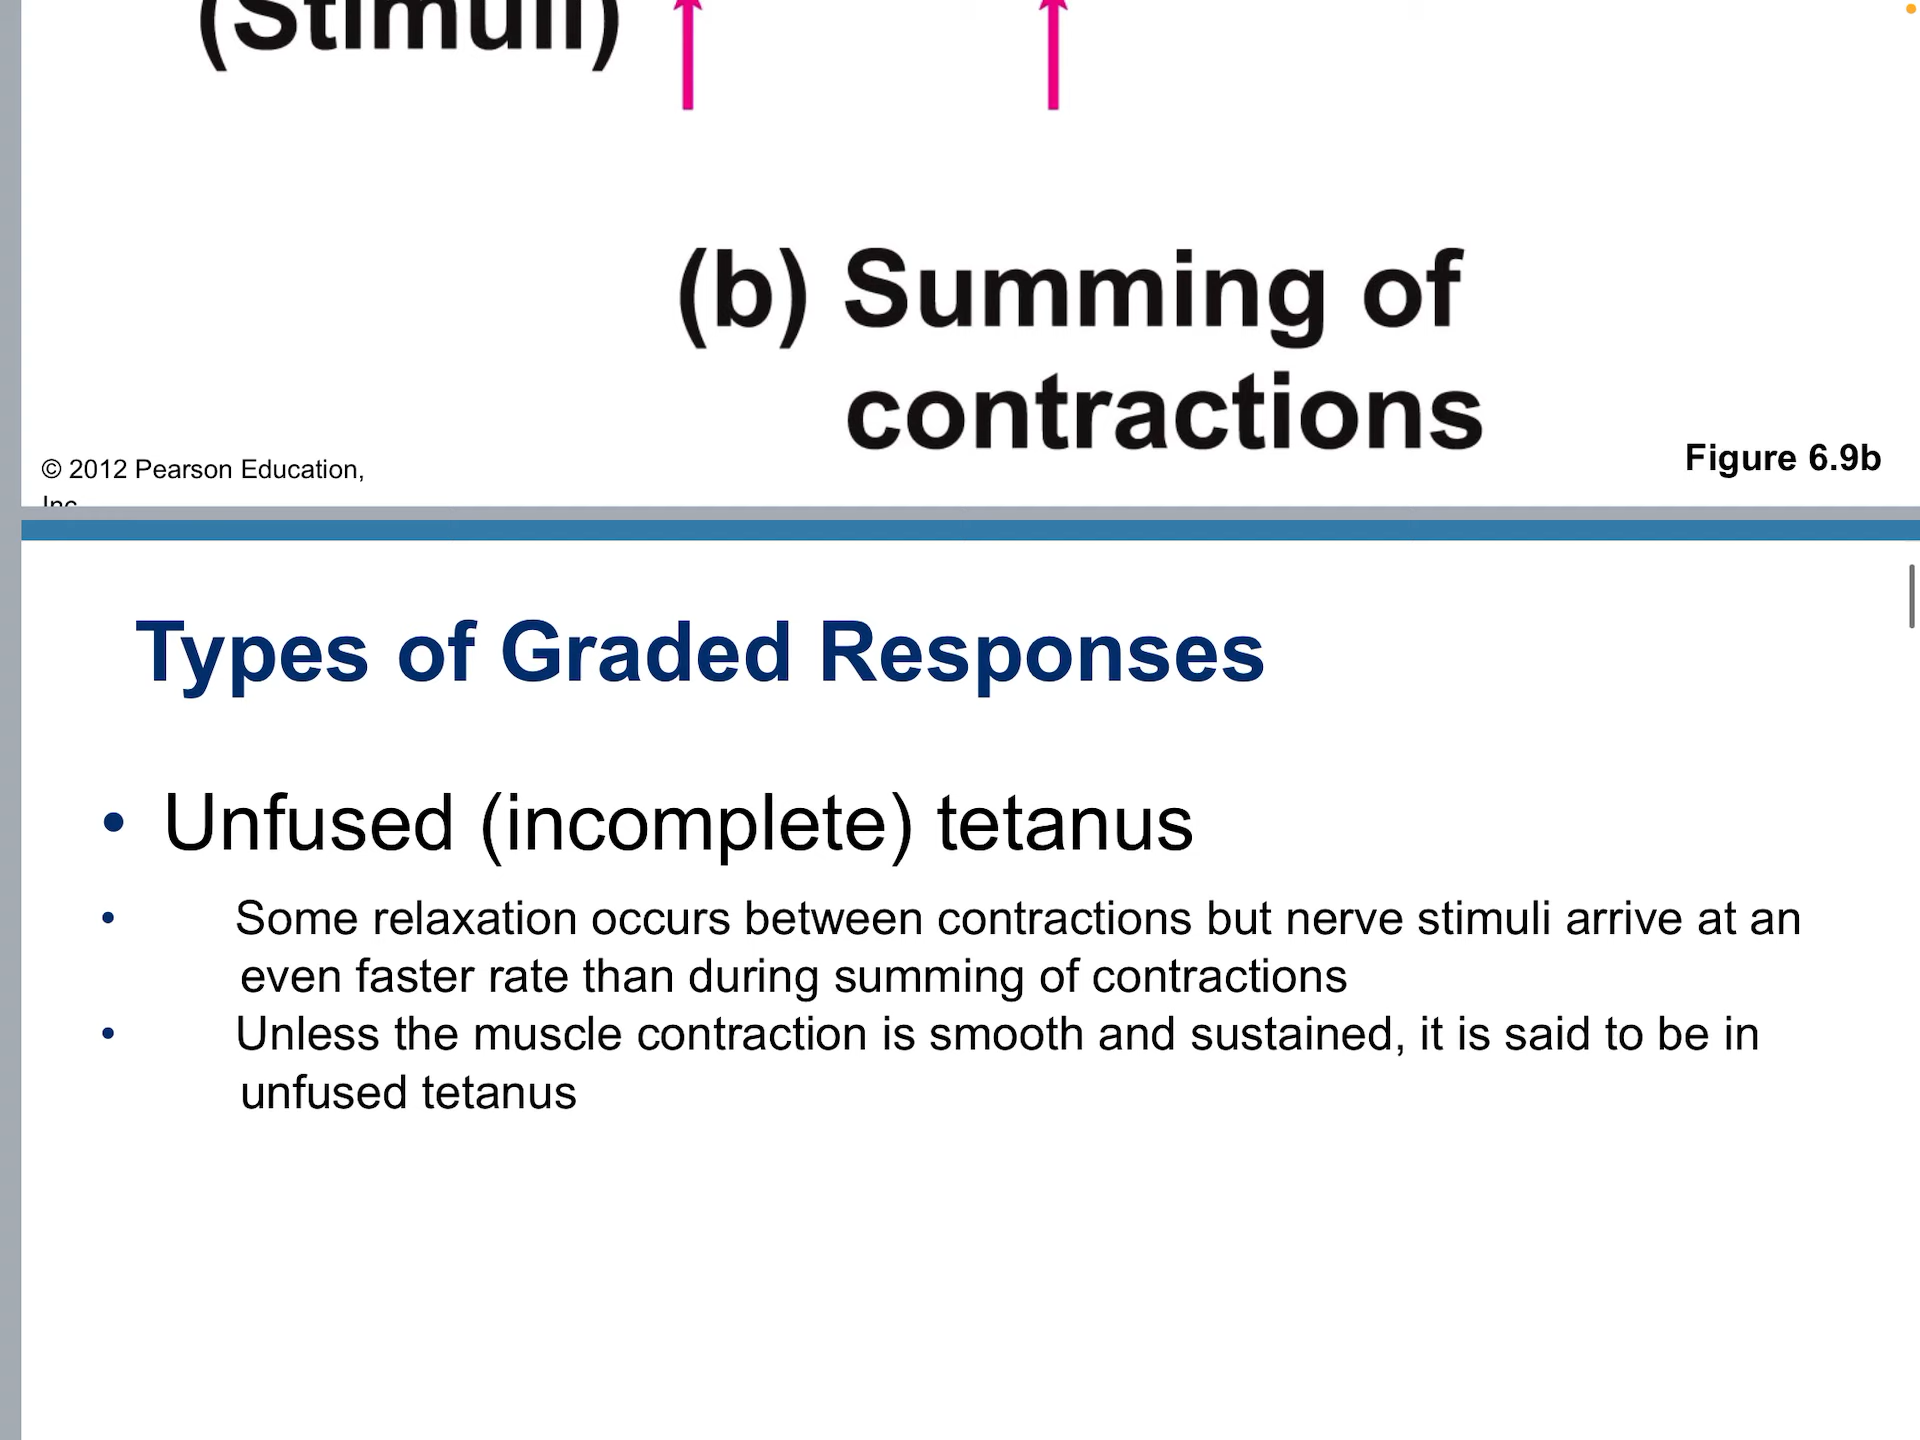 (Stimuli)
(b) Summing of
contractions
© 2012 Pearson Education,
Inc
Figure 6.9b
Types of Graded Responses
• Unfused (incomplete) tetanus
• Some relaxation occurs between contractions but nerve stimuli arrive at an
even faster rate than during summing of contractions
• Unless the muscle contraction is smooth and sustained, it is said to be in
unfused tetanus